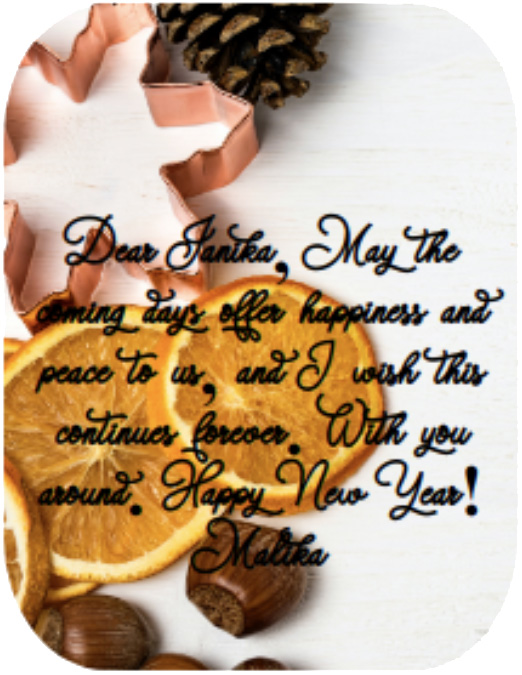 Dear Janika, May the
coming days offer happiness and
peace to us, and I wish this
continues forever. With you
around. Happy New Year!
Malika